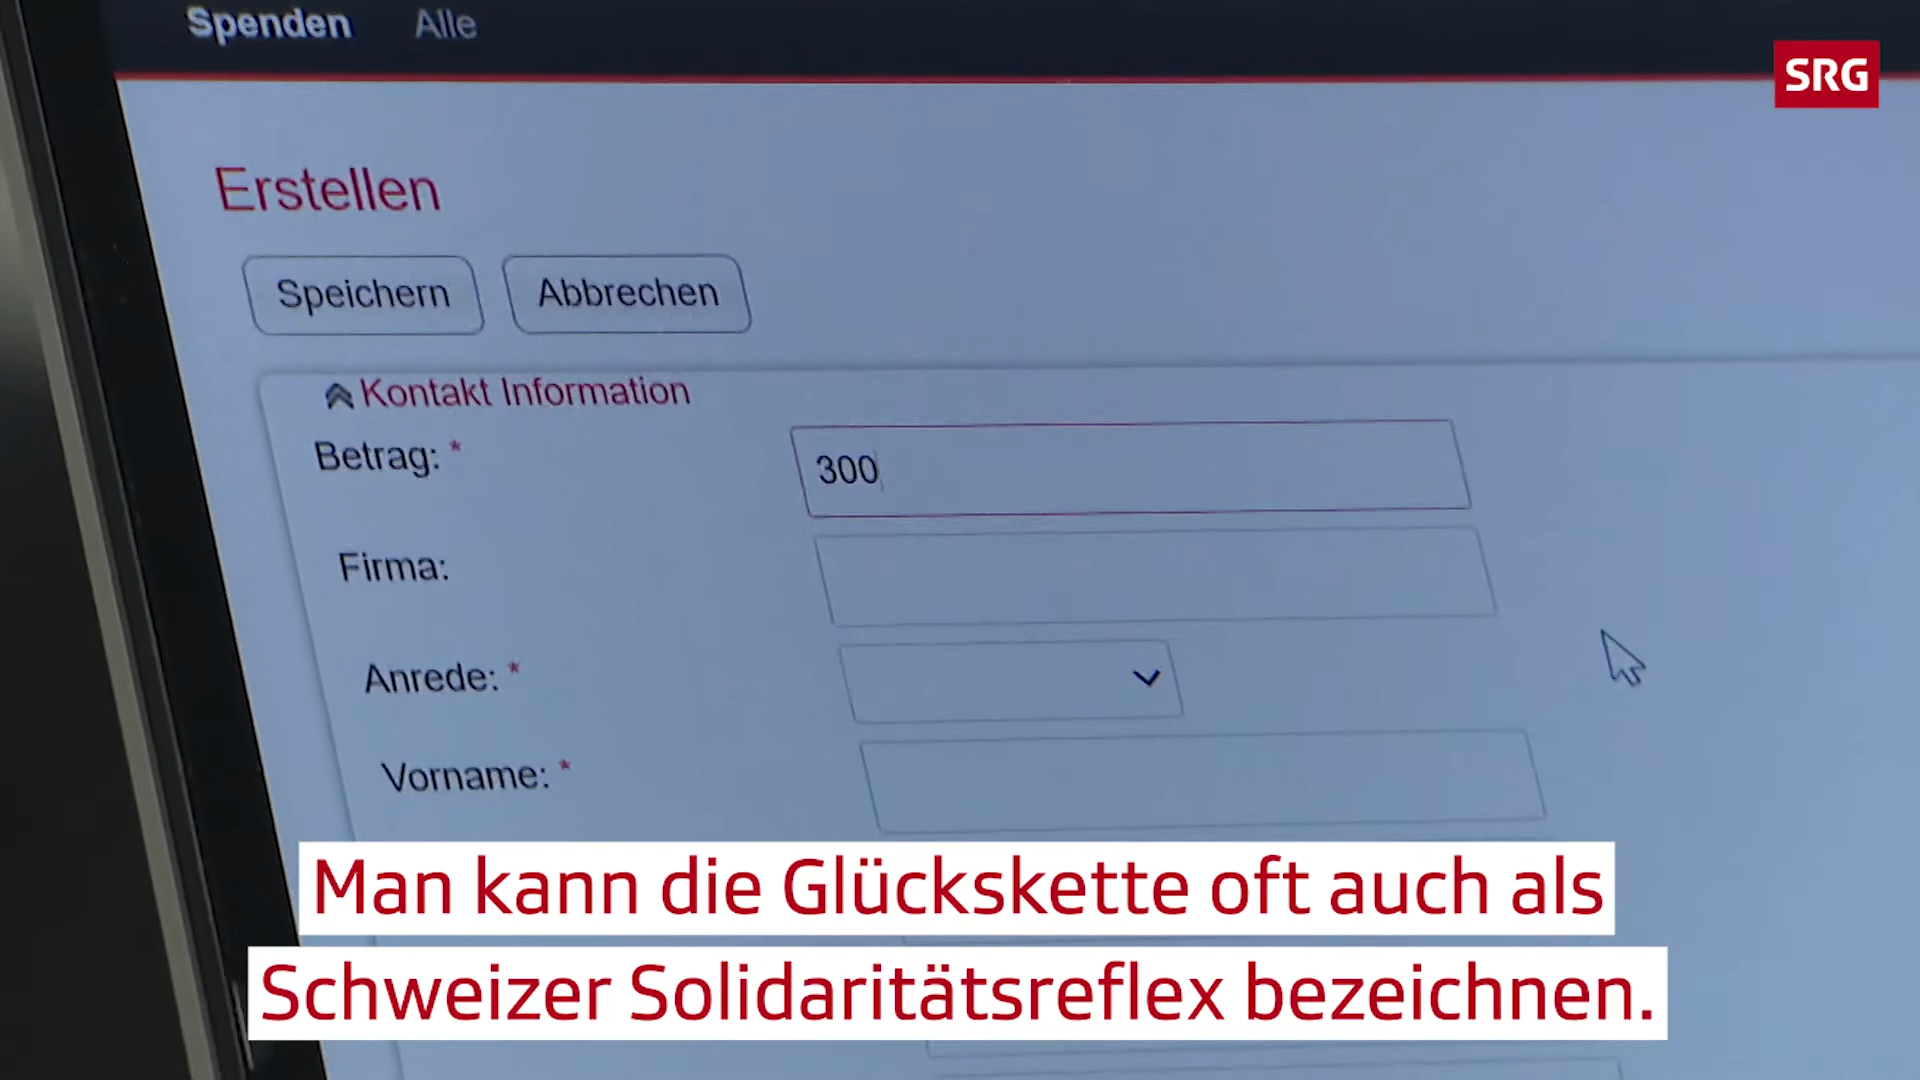 Spenden Alle
SRG
Erstellen
Speichern Abbrechen
Kontakt Information
Betrag: * 300
Firma:
Anrede: *
Vorname: *
Man kann die Glückskette oft auch als
Schweizer Solidaritätsreflex bezeichnen.